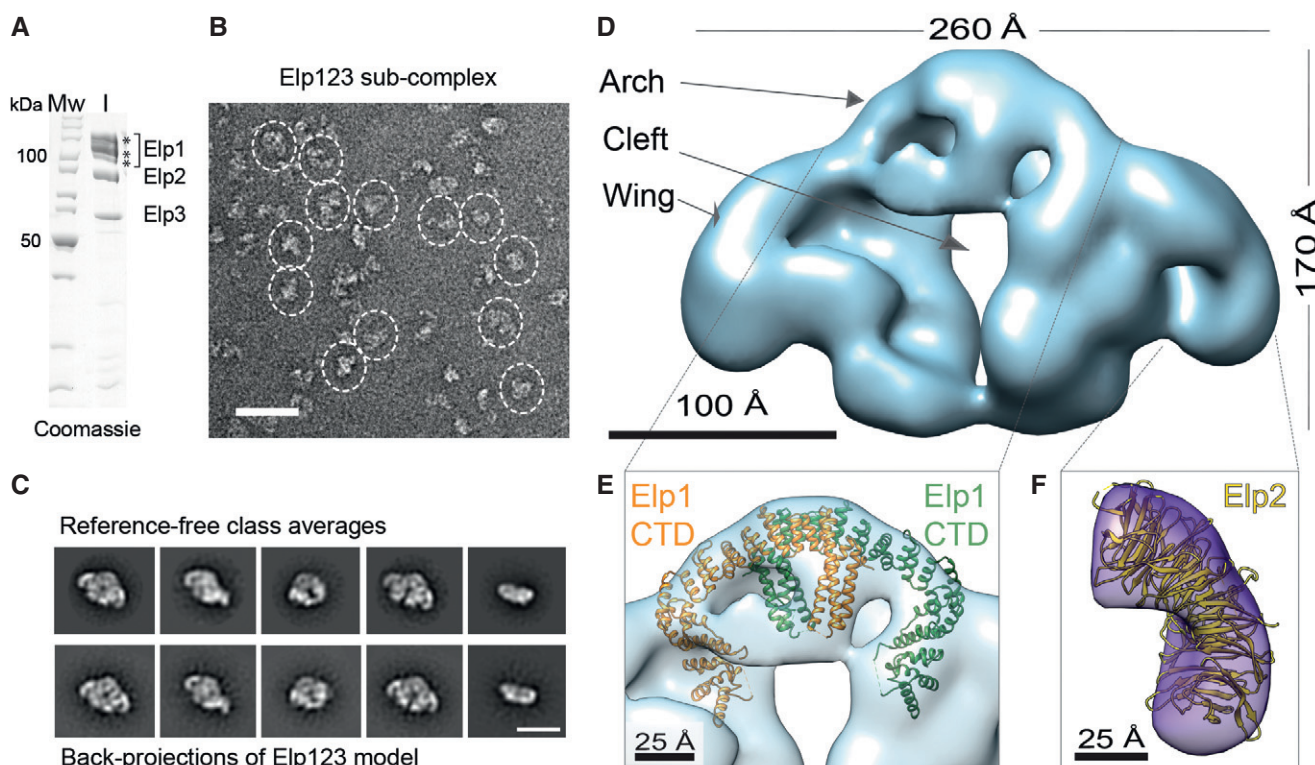 A
kDa Mw I
*
100
*
*
Elp1
Elp2
Elp3
50
Coomassie
B
Elp123 sub-complex
C
Reference-free class averages
Back-projections of Elp123 model
D
260 Å
Arch
Cleft
Wing
170 Å
100 Å
E
Elp1
CTD
Elp1
CTD
25 Å
F
Elp2
25 Å